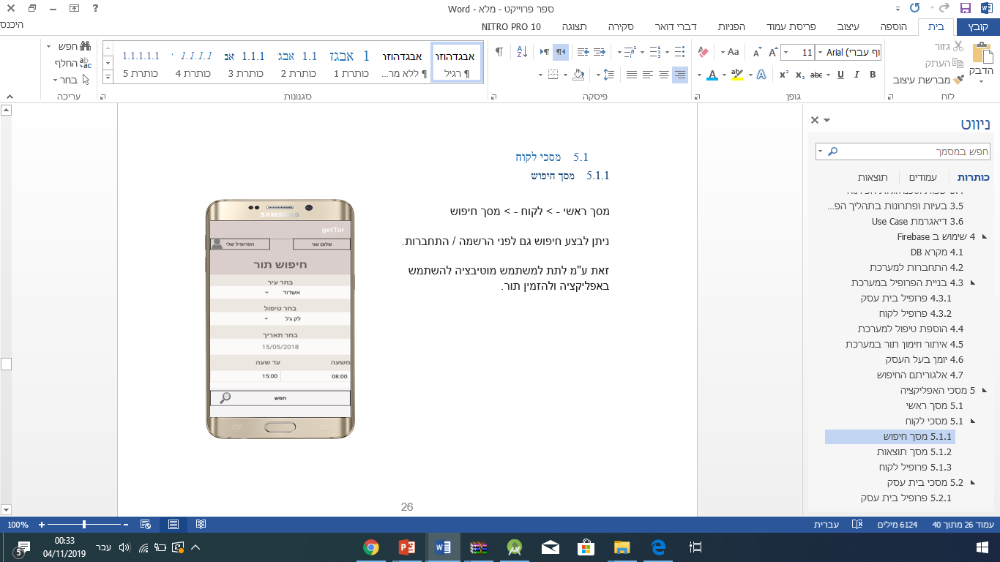 ספר פרוייקט - מלא - Word
קובץ
בית
הוספה
עיצוב
פריסת עמוד
הפניות
דברי דואר
סקירה
תצוגה
NITRO PRO 10
היכנס
הדבק
גזור
העתק
מברשת עיצוב
לוח
וף עברי) Arial
11
Aa
B I U abc x₂ x²
גופן
פיסקה
אבגדהוזר
¶ רגיל
אבגדהוזר
¶ ללא מר...
1 אבגז
כותרת 1
1.1 אבג
כותרת 2
1.1.1 אב
כותרת 3
1.1.1.1
כותרת 4
1.1.1.1.1
כותרת 5
סגנונות
חפש
החלף
בחר
עריכה
ניווט
חפש במסמך
כותרות
עמודים
תוצאות
3.5 בעיות ופתרונות בתהליך הפ...
3.6 דיאגרמת Use Case
4 שימוש ב Firebase
4.1 מקרא DB
4.2 התחברות למערכת
4.3 בניית הפרופיל במערכת
4.3.1 פרופיל בית עסק
4.3.2 פרופיל לקוח
4.4 הוספת טיפול למערכת
4.5 איתור וזימון תור במערכת
4.6 יומן בעל העסק
4.7 אלגוריתם החיפוש
5 מסכי האפליקציה
5.1 מסך ראשי
5.1 מסכי לקוח
5.1.1 מסך חיפוש
5.1.2 מסך תוצאות
5.1.3 פרופיל לקוח
5.2 מסכי בית עסק
5.2.1 פרופיל בית עסק
5.1 מסכי לקוח
5.1.1 מסך חיפוש
מסך ראשי - > לקוח - > מסך חיפוש
ניתן לבצע חיפוש גם לפני הרשמה / התחברות.
זאת ע"מ לתת למשתמש מוטיבציה להשתמש
באפליקציה ולהזמין תור.
SAMSUNG
getTor
שלום שני
הפרופיל שלי
חיפוש תור
בחר עיר
אשדוד
בחר טיפול
לק ג'ל
בחר תאריך
15/05/2018
משעה
עד שעה
08:00
15:00
חפש
26
עמוד 26 מתוך 40
6124 מילים
עברית
100%
עבר
00:33
04/11/2019
5